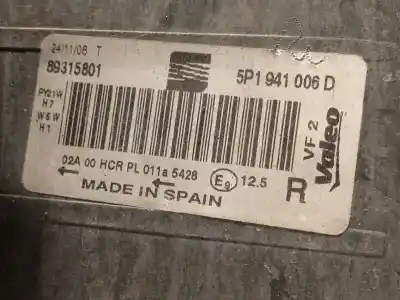 24/11/08 T
89315801
5P1 941 006 D
PY21W
H7
W5W
H1
VF 2
Valeo
02A 00 HCR PL 011a 5428
E9 12.5
R
MADE IN SPAIN